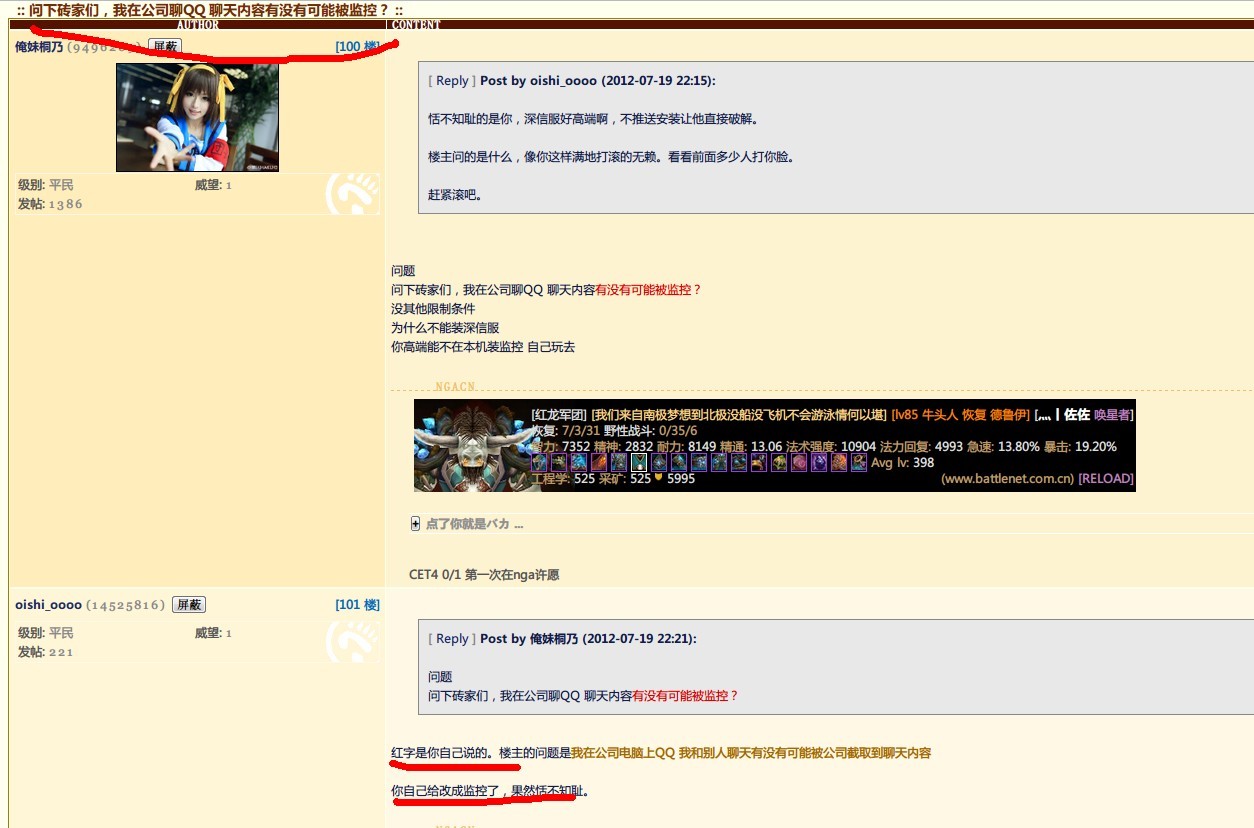 :: 问下砖家们，我在公司聊QQ 聊天内容有没有可能被监控？ ::
AUTHOR
CONTENT
俺妹桐乃
屏蔽
[100 楼]
级别: 平民
威望: 1
发帖: 1386
[ Reply ] Post by oishi_oooo (2012-07-19 22:15):
恬不知耻的是你，深信服好高端啊，不推送安装让他直接破解。
楼主问的是什么，像你这样满地打滚的无赖。看看前面多少人打你脸。
赶紧滚吧。
问题
问下砖家们，我在公司聊QQ 聊天内容有没有可能被监控？
没其他限制条件
为什么不能装深信服
你高端能不在本机装监控 自己玩去
NGACN
[红龙军团] [我们来自南极梦想到北极没船没飞机不会游泳情何以堪] [lv85 牛头人 恢复 德鲁伊] [灬丨佐佐 唤星者]
恢复: 7/3/31 野性战斗: 0/35/6
智力: 7352 精神: 2832 耐力: 8149 精通: 13.06 法术强度: 10904 法力回复: 4993 急速: 13.80% 暴击: 19.20%
Avg lv: 398
工程学: 525 采矿: 525 5995
(www.battlenet.com.cn) [RELOAD]
+ 点了你就是バカ ...
CET4 0/1 第一次在nga许愿
oishi_oooo (14525816)
屏蔽
[101 楼]
级别: 平民
威望: 1
发帖: 221
[ Reply ] Post by 俺妹桐乃 (2012-07-19 22:21):
问题
问下砖家们，我在公司聊QQ 聊天内容有没有可能被监控？
红字是你自己说的。楼主的问题是我在公司电脑上QQ 我和别人聊天有没有可能被公司截取到聊天内容
你自己给改成监控了，果然恬不知耻。